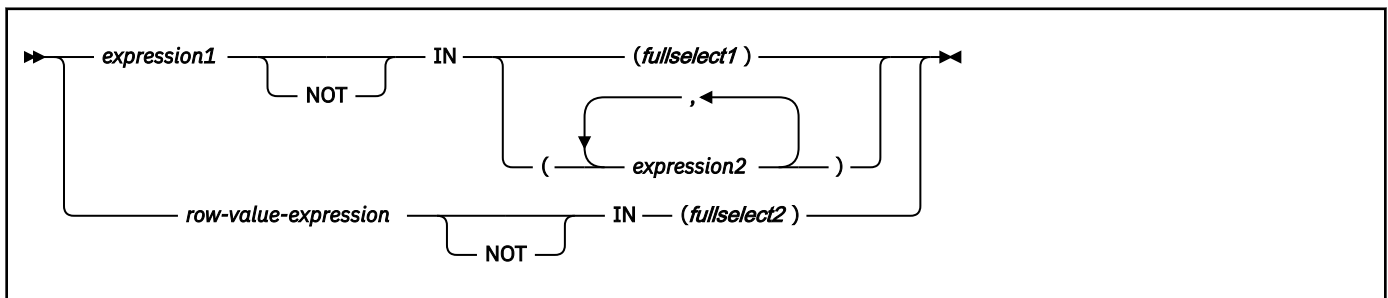 expression1 IN (fullselect1)
NOT
,
( expression2 )
row-value-expression IN (fullselect2)
NOT